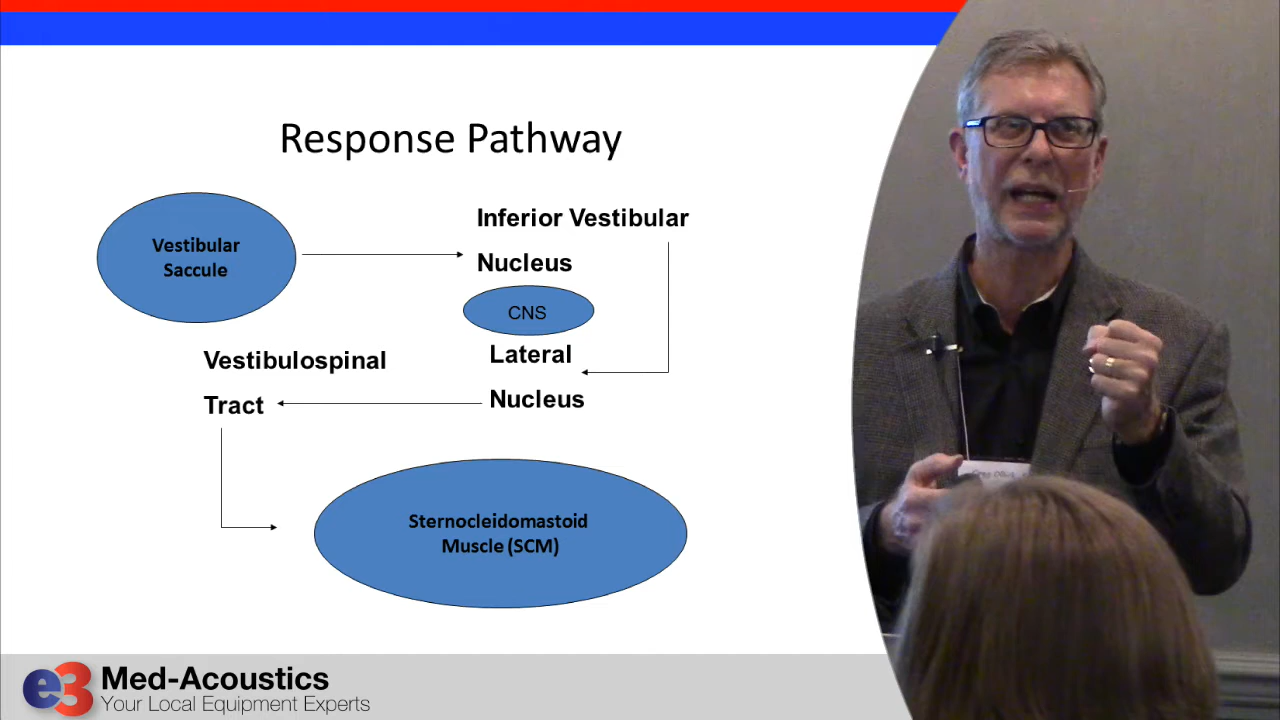 Response Pathway
Vestibular
Saccule
Inferior Vestibular
Nucleus
CNS
Lateral
Nucleus
Vestibulospinal
Tract
Sternocleidomastoid
Muscle (SCM)
e3 Med-Acoustics
Your Local Equipment Experts